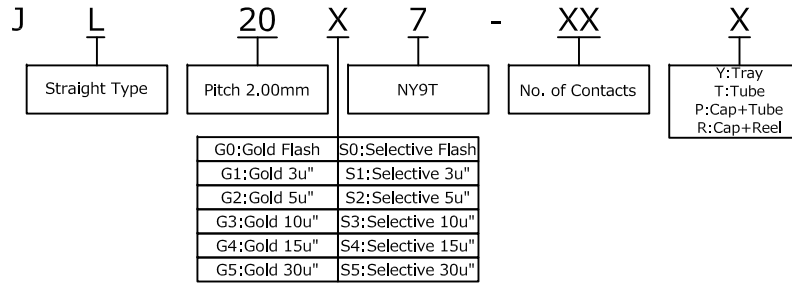 J L 20 X 7 - XX X
Straight Type
Pitch 2.00mm
NY9T
No. of Contacts
Y:Tray
T:Tube
P:Cap+Tube
R:Cap+Reel
G0:Gold Flash S0:Selective Flash
G1:Gold 3u" S1:Selective 3u"
G2:Gold 5u" S2:Selective 5u"
G3:Gold 10u" S3:Selective 10u"
G4:Gold 15u" S4:Selective 15u"
G5:Gold 30u" S5:Selective 30u"